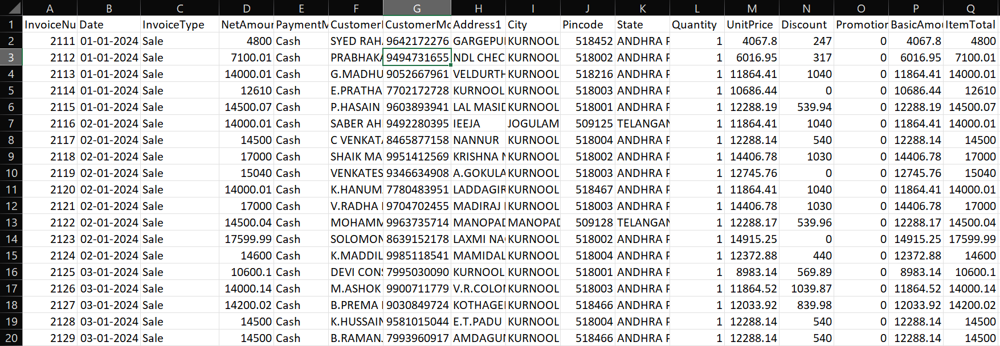 A B C D E F G H I J K L M N O P Q
1 InvoiceNu Date InvoiceType NetAmour PaymentM Customer CustomerMc Address1 City Pincode State Quantity UnitPrice Discount Promotion BasicAmou ItemTotal
2 2111 01-01-2024 Sale 4800 Cash SYED RAH 9642172276 GARGEPU KURNOOL 518452 ANDHRA P 1 4067.8 247 0 4067.8 4800
3 2112 01-01-2024 Sale 7100.01 Cash PRABHAKA 9494731655 NDL CHEC KURNOOL 518002 ANDHRA P 1 6016.95 317 0 6016.95 7100.01
4 2113 01-01-2024 Sale 14000.01 Cash G.MADHU 9052667961 VELDURTH KURNOOL 518216 ANDHRA P 1 11864.41 1040 0 11864.41 14000.01
5 2114 01-01-2024 Sale 12610 Cash E.PRATHA 7702172728 KURNOOL KURNOOL 518003 ANDHRA P 1 10686.44 0 0 10686.44 12610
6 2115 01-01-2024 Sale 14500.07 Cash P.HASAIN 9603893941 LAL MASID KURNOOL 518001 ANDHRA P 1 12288.19 539.94 0 12288.19 14500.07
7 2116 02-01-2024 Sale 14000.01 Cash SABER AH 9492280395 IEEJA JOGULAM 509125 TELANGAN 1 11864.41 1040 0 11864.41 14000.01
8 2117 02-01-2024 Sale 14500 Cash C VENKATA 8465877158 NANNUR KURNOOL 518004 ANDHRA P 1 12288.14 540 0 12288.14 14500
9 2118 02-01-2024 Sale 17000 Cash SHAIK MA 9951412569 KRISHNA N KURNOOL 518002 ANDHRA P 1 14406.78 1030 0 14406.78 17000
10 2119 02-01-2024 Sale 15040 Cash VENKATES 9346634908 A.GOKULA KURNOOL 518003 ANDHRA P 1 12745.76 0 0 12745.76 15040
11 2120 02-01-2024 Sale 14000.01 Cash K.HANUM 7780483951 LADDAGIR KURNOOL 518467 ANDHRA P 1 11864.41 1040 0 11864.41 14000.01
12 2121 02-01-2024 Sale 17000 Cash V.RADHA 9704702455 MADIRAJ KURNOOL 518003 ANDHRA P 1 14406.78 1030 0 14406.78 17000
13 2122 02-01-2024 Sale 14500.04 Cash MOHAMM 9963735714 MANOPAD MANOPAD 509128 TELANGAN 1 12288.17 539.96 0 12288.17 14500.04
14 2123 02-01-2024 Sale 17599.99 Cash SOLOMON 8639152178 LAXMI NA KURNOOL 518002 ANDHRA P 1 14915.25 0 0 14915.25 17599.99
15 2124 02-01-2024 Sale 14600 Cash K.MADDIL 9985118541 MAMIDAL KURNOOL 518004 ANDHRA P 1 12372.88 440 0 12372.88 14600
16 2125 03-01-2024 Sale 10600.1 Cash DEVI CONS 7995030090 KURNOOL KURNOOL 518001 ANDHRA P 1 8983.14 569.89 0 8983.14 10600.1
17 2126 03-01-2024 Sale 14000.14 Cash M.ASHOK 9900711779 V.R.COLON KURNOOL 518003 ANDHRA P 1 11864.52 1039.87 0 11864.52 14000.14
18 2127 03-01-2024 Sale 14200.02 Cash B.PREMA 9030849724 KOTHAGE KURNOOL 518466 ANDHRA P 1 12033.92 839.98 0 12033.92 14200.02
19 2128 03-01-2024 Sale 14500 Cash K.HUSSAIN 9581015044 E.T.PADU KURNOOL 518004 ANDHRA P 1 12288.14 540 0 12288.14 14500
20 2129 03-01-2024 Sale 14500 Cash B.RAMAN 7993960917 AMDAGU KURNOOL 518466 ANDHRA P 1 12288.14 540 0 12288.14 14500